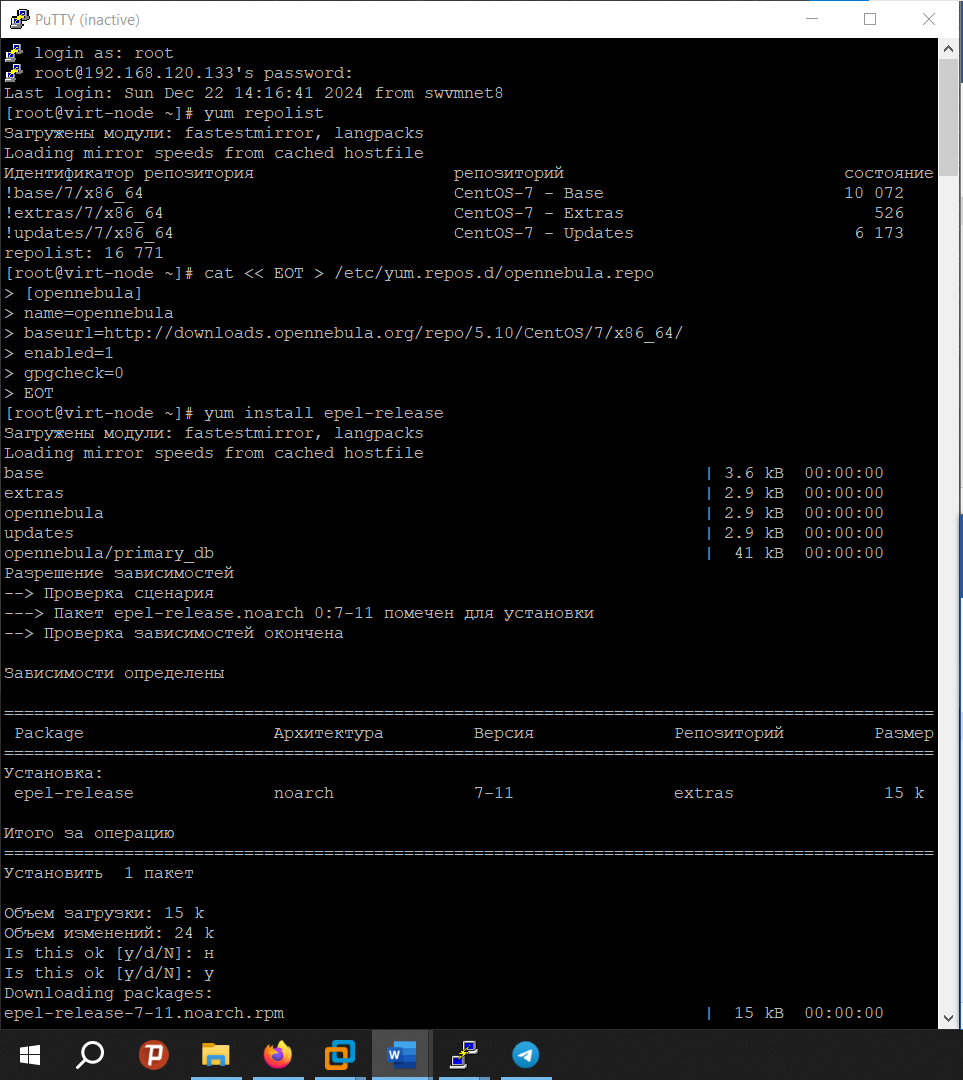 PuTTY (inactive)
login as: root
root@192.168.120.133's password:
Last login: Sun Dec 22 14:16:41 2024 from swvmnet8
[root@virt-node ~]# yum repolist
Загружены модули: fastestmirror, langpacks
Loading mirror speeds from cached hostfile
Идентификатор репозитория репозиторий состояние
!base/7/x86_64 CentOS-7 - Base 10 072
!extras/7/x86_64 CentOS-7 - Extras 526
!updates/7/x86_64 CentOS-7 - Updates 6 173
repolist: 16 771
[root@virt-node ~]# cat << EOT > /etc/yum.repos.d/opennebula.repo
> [opennebula]
> name=opennebula
> baseurl=http://downloads.opennebula.org/repo/5.10/CentOS/7/x86_64/
> enabled=1
> gpgcheck=0
> EOT
[root@virt-node ~]# yum install epel-release
Загружены модули: fastestmirror, langpacks
Loading mirror speeds from cached hostfile
base | 3.6 kB 00:00:00
extras | 2.9 kB 00:00:00
opennebula | 2.9 kB 00:00:00
updates | 2.9 kB 00:00:00
opennebula/primary_db | 41 kB 00:00:00
Разрешение зависимостей
--> Проверка сценария
---> Пакет epel-release.noarch 0:7-11 помечен для установки
--> Проверка зависимостей окончена
Зависимости определены
================================================================================
Package Архитектура Версия Репозиторий Размер
================================================================================
Установка:
epel-release noarch 7-11 extras 15 k
Итого за операцию
================================================================================
Установить 1 пакет
Объем загрузки: 15 k
Объем изменений: 24 k
Is this ok [y/d/N]: н
Is this ok [y/d/N]: y
Downloading packages:
epel-release-7-11.noarch.rpm | 15 kB 00:00:00